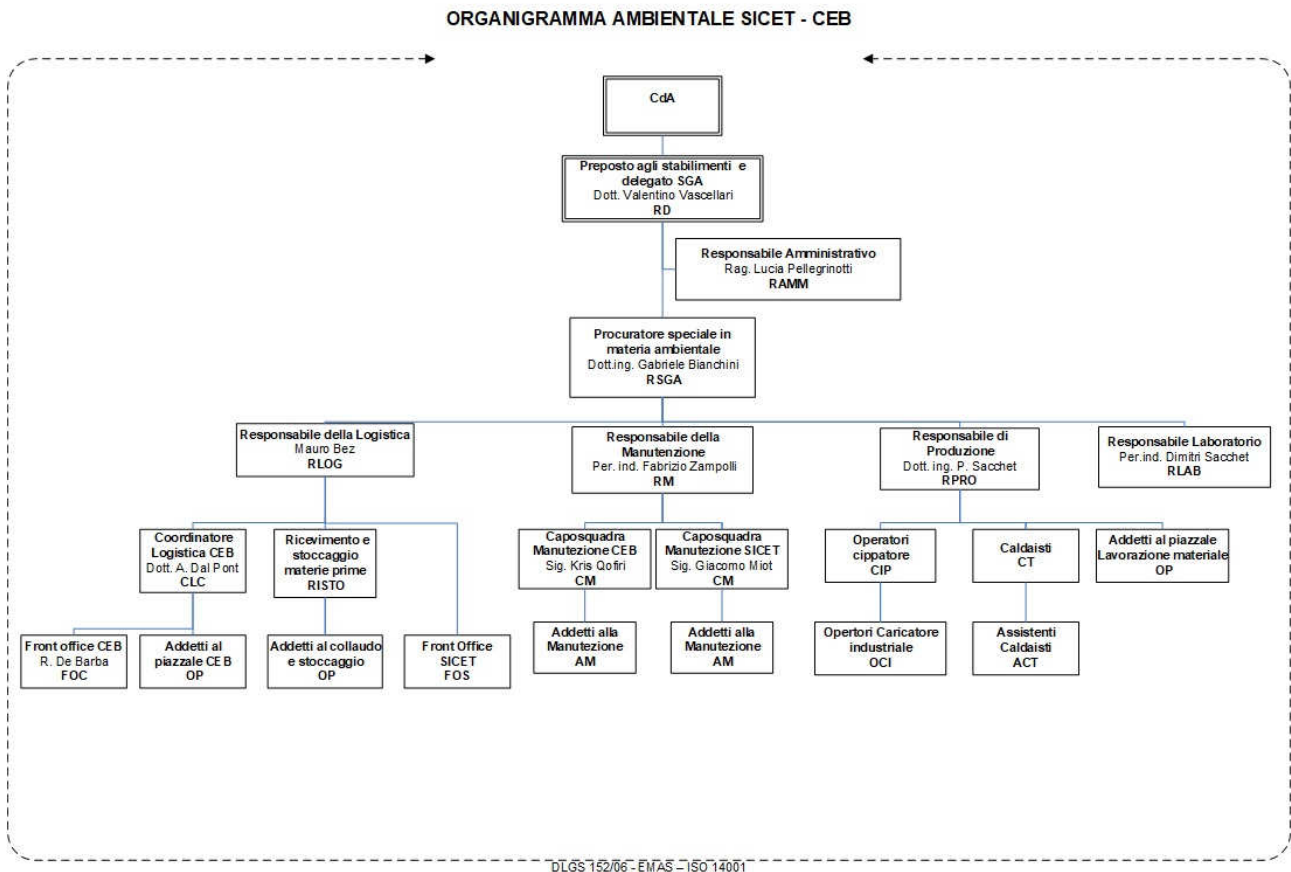 ORGANIGRAMMA AMBIENTALE SICET - CEB
CdA
Preposto agli stabilimenti e
delegato SGA
Dott. Valentino Vascellari
RD
Responsabile Amministrativo
Rag. Lucia Pellegrinotti
RAMM
Procuratore speciale in
materia ambientale
Dott.ing. Gabriele Bianchini
RSGA
Responsabile della Logistica
Mauro Bez
RLOG
Responsabile della
Manutenzione
Per. ind. Fabrizio Zampolli
RM
Responsabile di
Produzione
Dott. ing. P. Sacchet
RPRO
Responsabile Laboratorio
Per.ind. Dimitri Sacchet
RLAB
Coordinatore
Logistica CEB
Dott. A. Dal Pont
CLC
Ricevimento e
stoccaggio
materie prime
RISTO
Caposquadra
Manutezione CEB
Sig. Kris Qofiri
CM
Caposquadra
Manutezione SICET
Sig. Giacomo Miot
CM
Operatori
cippatore
CIP
Caldaisti
CT
Addetti al piazzale
Lavorazione materiale
OP
Front office CEB
R. De Barba
FOC
Addetti al
piazzale CEB
OP
Addetti al collaudo
e stoccaggio
OP
Front Office
SICET
FOS
Addetti alla
Manutezione
AM
Addetti alla
Manutezione
AM
Opertori Caricatore
industriale
OCI
Assistenti
Caldaisti
ACT
DLGS 152/06 - EMAS – ISO 14001